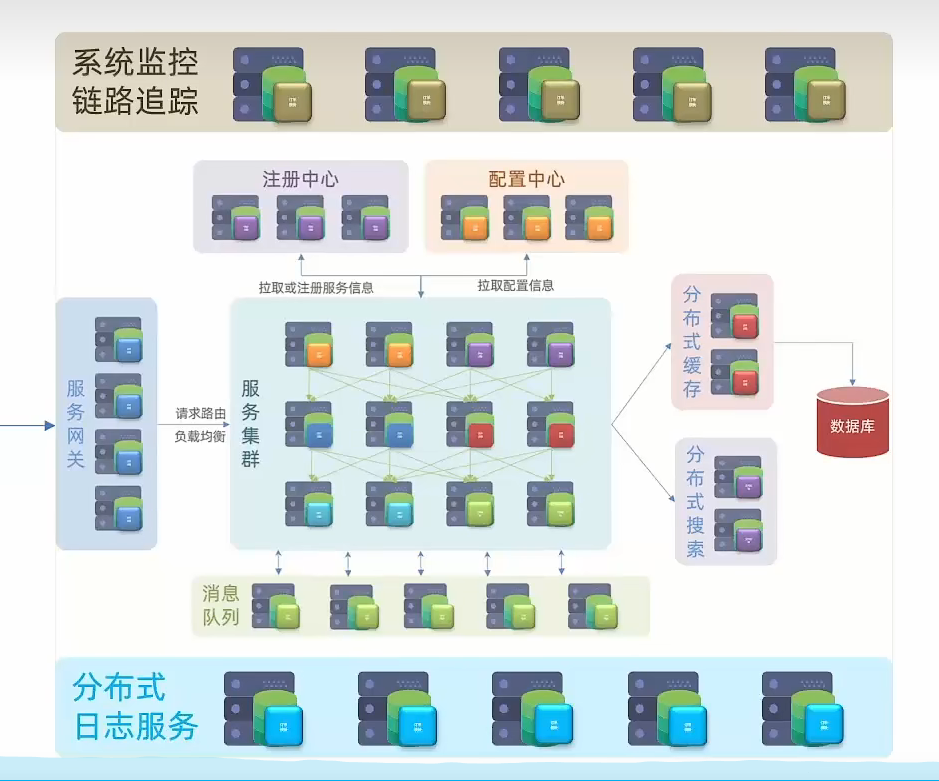 系统监控
链路追踪
注册中心
配置中心
拉取或注册服务信息
拉取配置信息
服务网关
请求路由
负载均衡
服务集群
分布式缓存
数据库
分布式搜索
消息
队列
分布式
日志服务